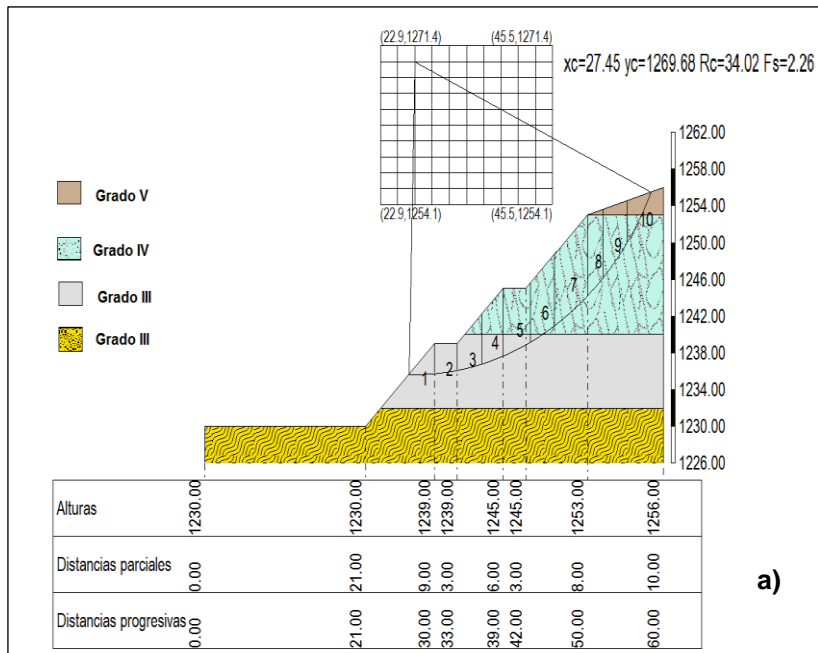 (22.9,1271.4) (45.5,1271.4)
xc=27.45 yc=1269.68 Rc=34.02 Fs=2.26
(22.9,1254.1) (45.5,1254.1)
Grado V
Grado IV
Grado III
Grado III
1262.00
1258.00
1254.00
1250.00
1246.00
1242.00
1238.00
1234.00
1230.00
1226.00
1 2 3 4 5 6 7 8 9 10
Alturas 1230.00 1230.00 1239.00 1239.00 1245.00 1245.00 1253.00 1256.00
Distancias parciales 0.00 21.00 9.00 3.00 6.00 3.00 8.00 10.00
Distancias progresivas 0.00 21.00 30.00 33.00 39.00 42.00 50.00 60.00
a)